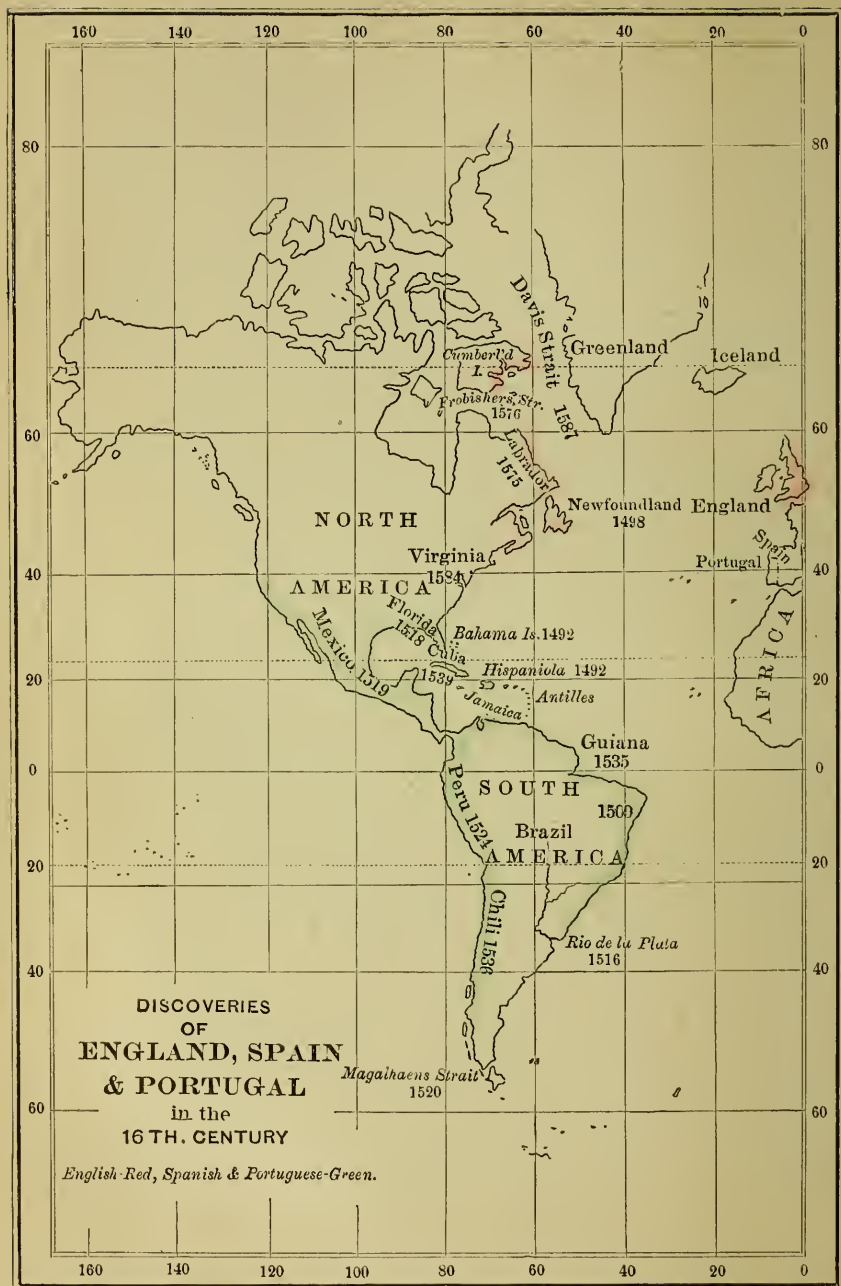 160 140 120 100 80 60 40 20 0
80 80
Davis Strait 1587
Greenland
Iceland
10
Cumberl'd
I.
Frobishers. Str.
1576
60 60
Labrador
1575
Newfoundland
1498
England
NORTH
AMERICA
Virginia
1584
Spain
Portugal
40 40
Florida
1518
Bahama Is. 1492
Cuba
1539
Hispaniola 1492
Mexico 1519
Jamaica
Antilles
AFRICA
20 20
Guiana
1535
0 0
SOUTH
AMERICA
Peru 1524
1500
Brazil
20 20
Chili 1536
Rio de la Plata
1516
40 40
DISCOVERIES
OF
ENGLAND, SPAIN
& PORTUGAL
in the
16TH. CENTURY
Magalhaens Strait
1520
60 60
English-Red, Spanish & Portuguese-Green.
160 140 120 100 80 60 40 20 0